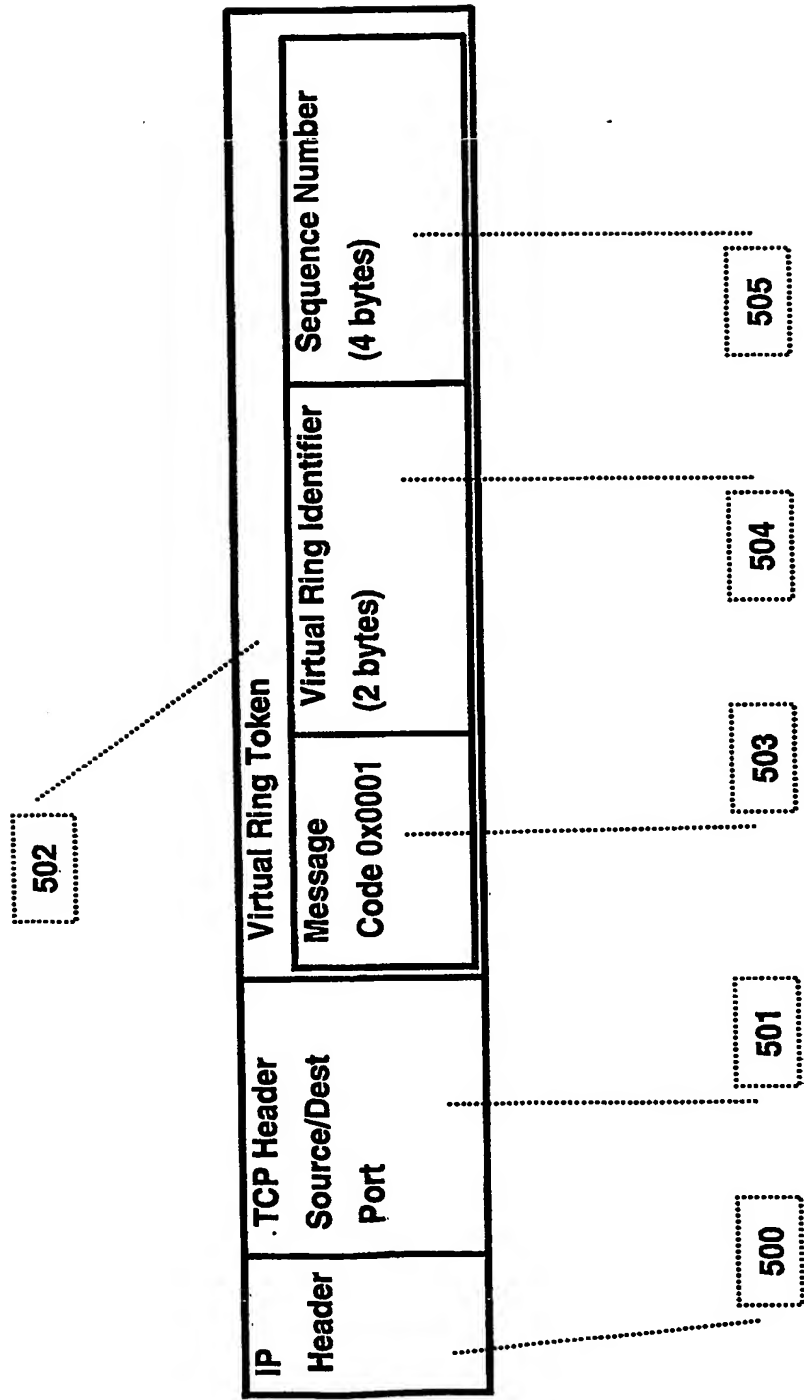 502
IP
Header
.TCP Header
Source/Dest
Port
Virtual Ring Token
Message
Code 0x0001
Virtual Ring Identifier
(2 bytes)
Sequence Number
(4 bytes)
500
501
503
504
505